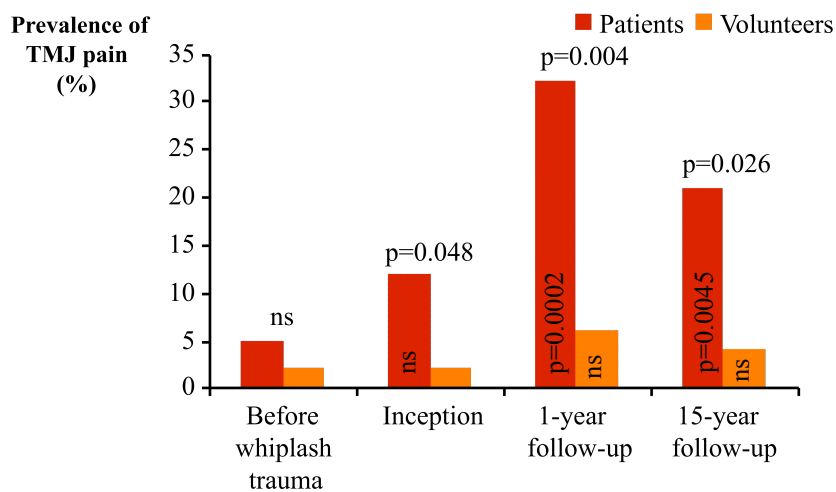 Prevalence of
TMJ pain
(%)
Patients
Volunteers
35
30
25
20
15
10
5
0
ns
p=0.048
ns
p=0.004
p=0.0002
ns
p=0.026
p=0.0045
ns
Before
whiplash
trauma
Inception
1-year
follow-up
15-year
follow-up